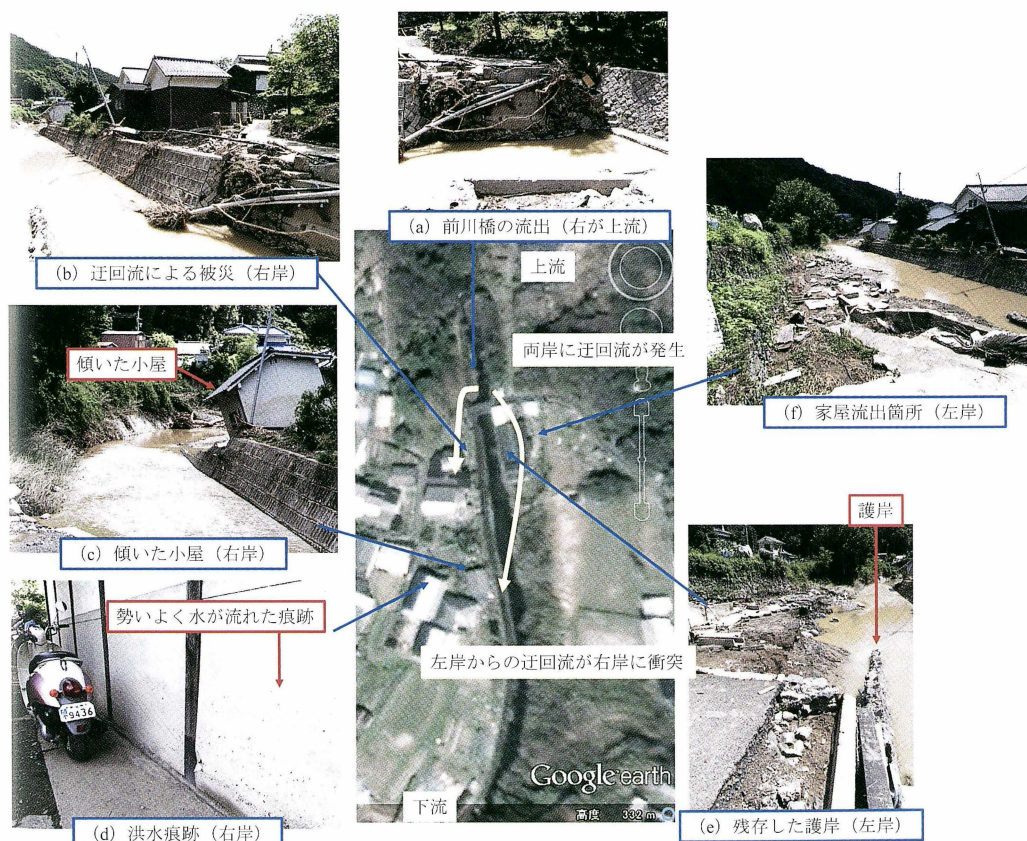 (a) 前川橋の流出（右が上流）
(b) 迂回流による被災（右岸）
上流
両岸に迂回流が発生
傾いた小屋
(f) 家屋流出箇所（左岸）
(c) 傾いた小屋（右岸）
護岸
勢いよく水が流れた痕跡
左岸からの迂回流が右岸に衝突
9436
Google earth
下流
高度 332 m
(d) 洪水痕跡（右岸）
(e) 残存した護岸（左岸）